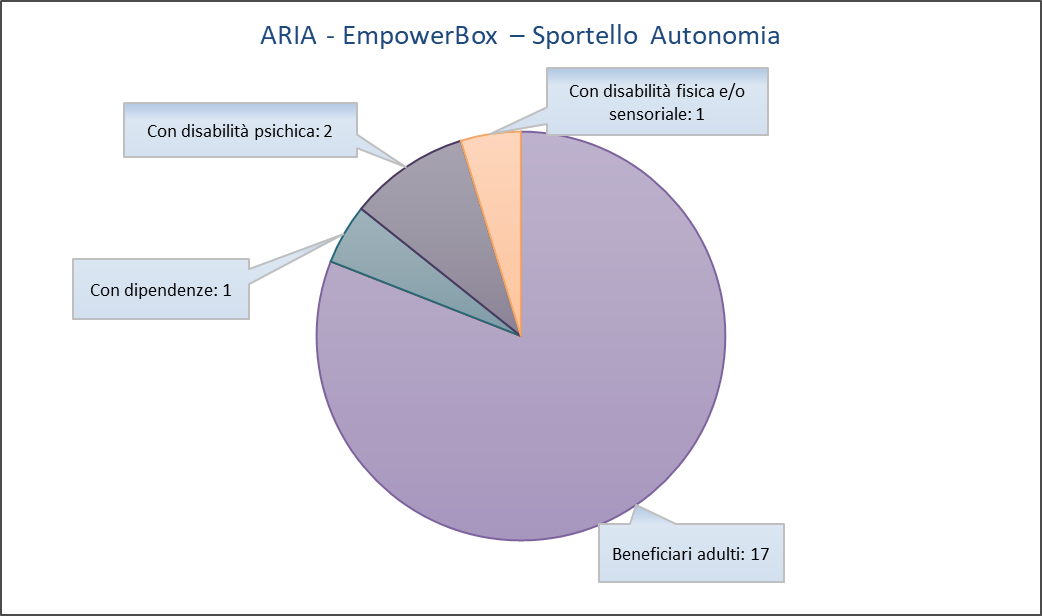 ARIA - EmpowerBox – Sportello Autonomia
Con disabilità fisica e/o
sensoriale: 1
Con disabilità psichica: 2
Con dipendenze: 1
Beneficiari adulti: 17